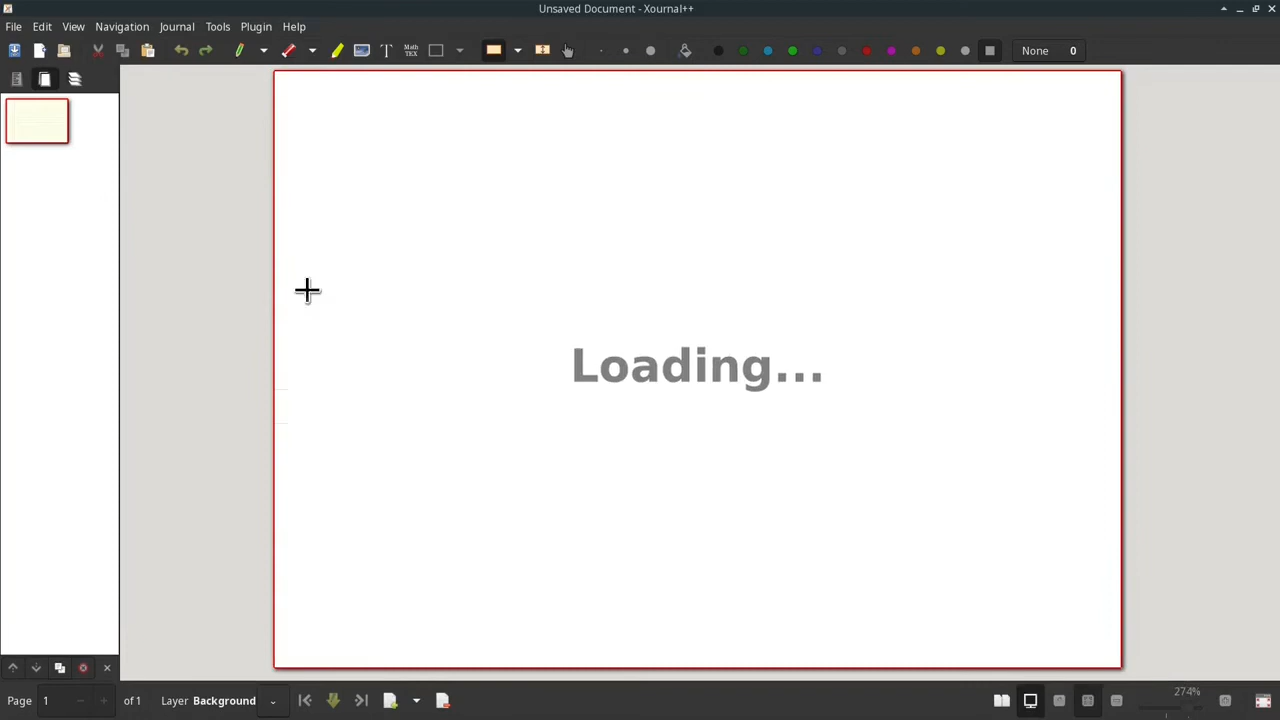 Unsaved Document - Xournal++
File Edit View Navigation Journal Tools Plugin Help
T Math TEX None 0
Loading...
Page 1 of 1 Layer Background 274%